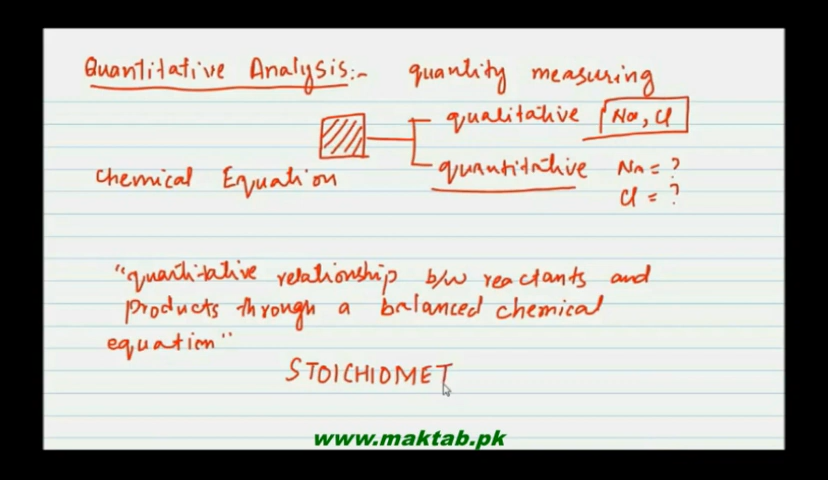 Quantitative Analysis:- quantity measuring
qualitative Na, Cl
quantitative Na = ?
Chemical Equation Cl = ?
"quantitative relationship b/w reactants and
products through a balanced chemical
equation"
STOICHIOMET
www.maktab.pk